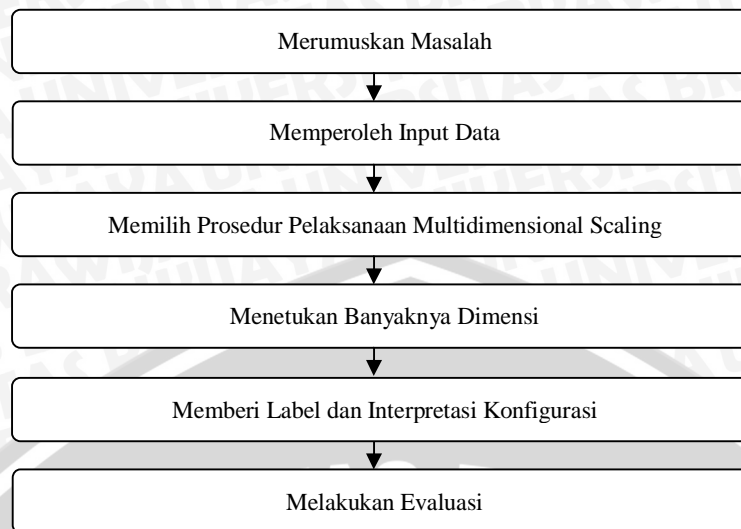 Merumuskan Masalah
Memperoleh Input Data
Memilih Prosedur Pelaksanaan Multidimensional Scaling
Menetukan Banyaknya Dimensi
Memberi Label dan Interpretasi Konfigurasi
Melakukan Evaluasi